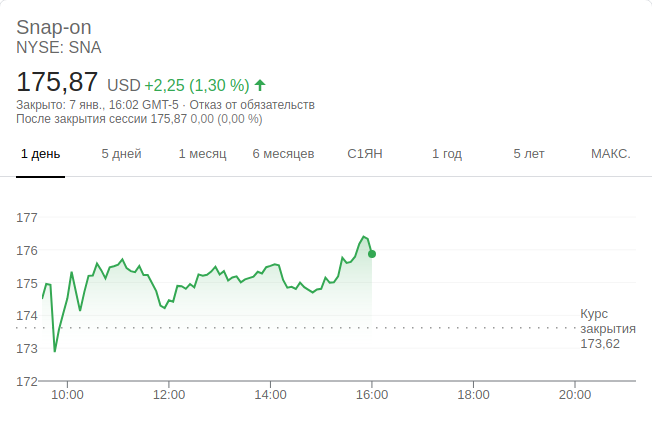 Snap-on
NYSE: SNA
175,87 USD +2,25 (1,30 %)
Закрыто: 7 янв., 16:02 GMT-5 · Отказ от обязательств
После закрытия сессии 175,87 0,00 (0,00 %)
1 день 5 дней 1 месяц 6 месяцев С1ЯН 1 год 5 лет МАКС.
177
176
175
174
173
172
Курс
закрытия
173,62
10:00 12:00 14:00 16:00 18:00 20:00